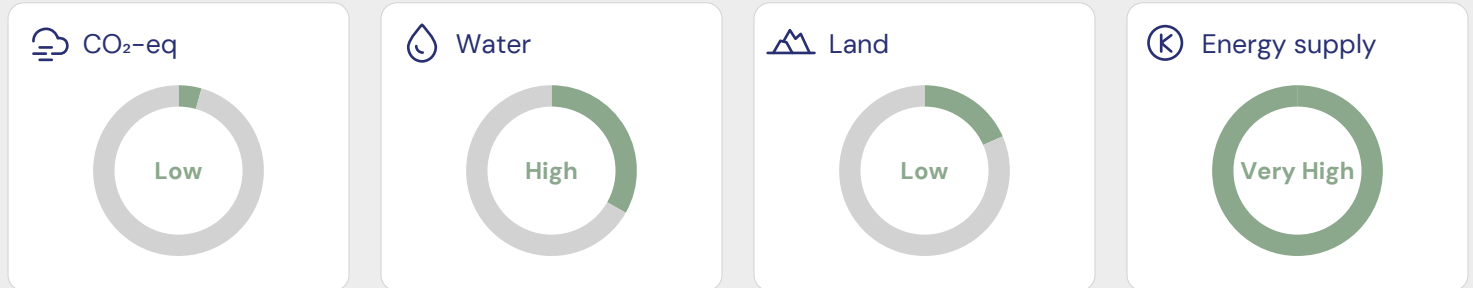 CO₂-eq
Low
Water
High
Land
Low
Energy supply
Very High